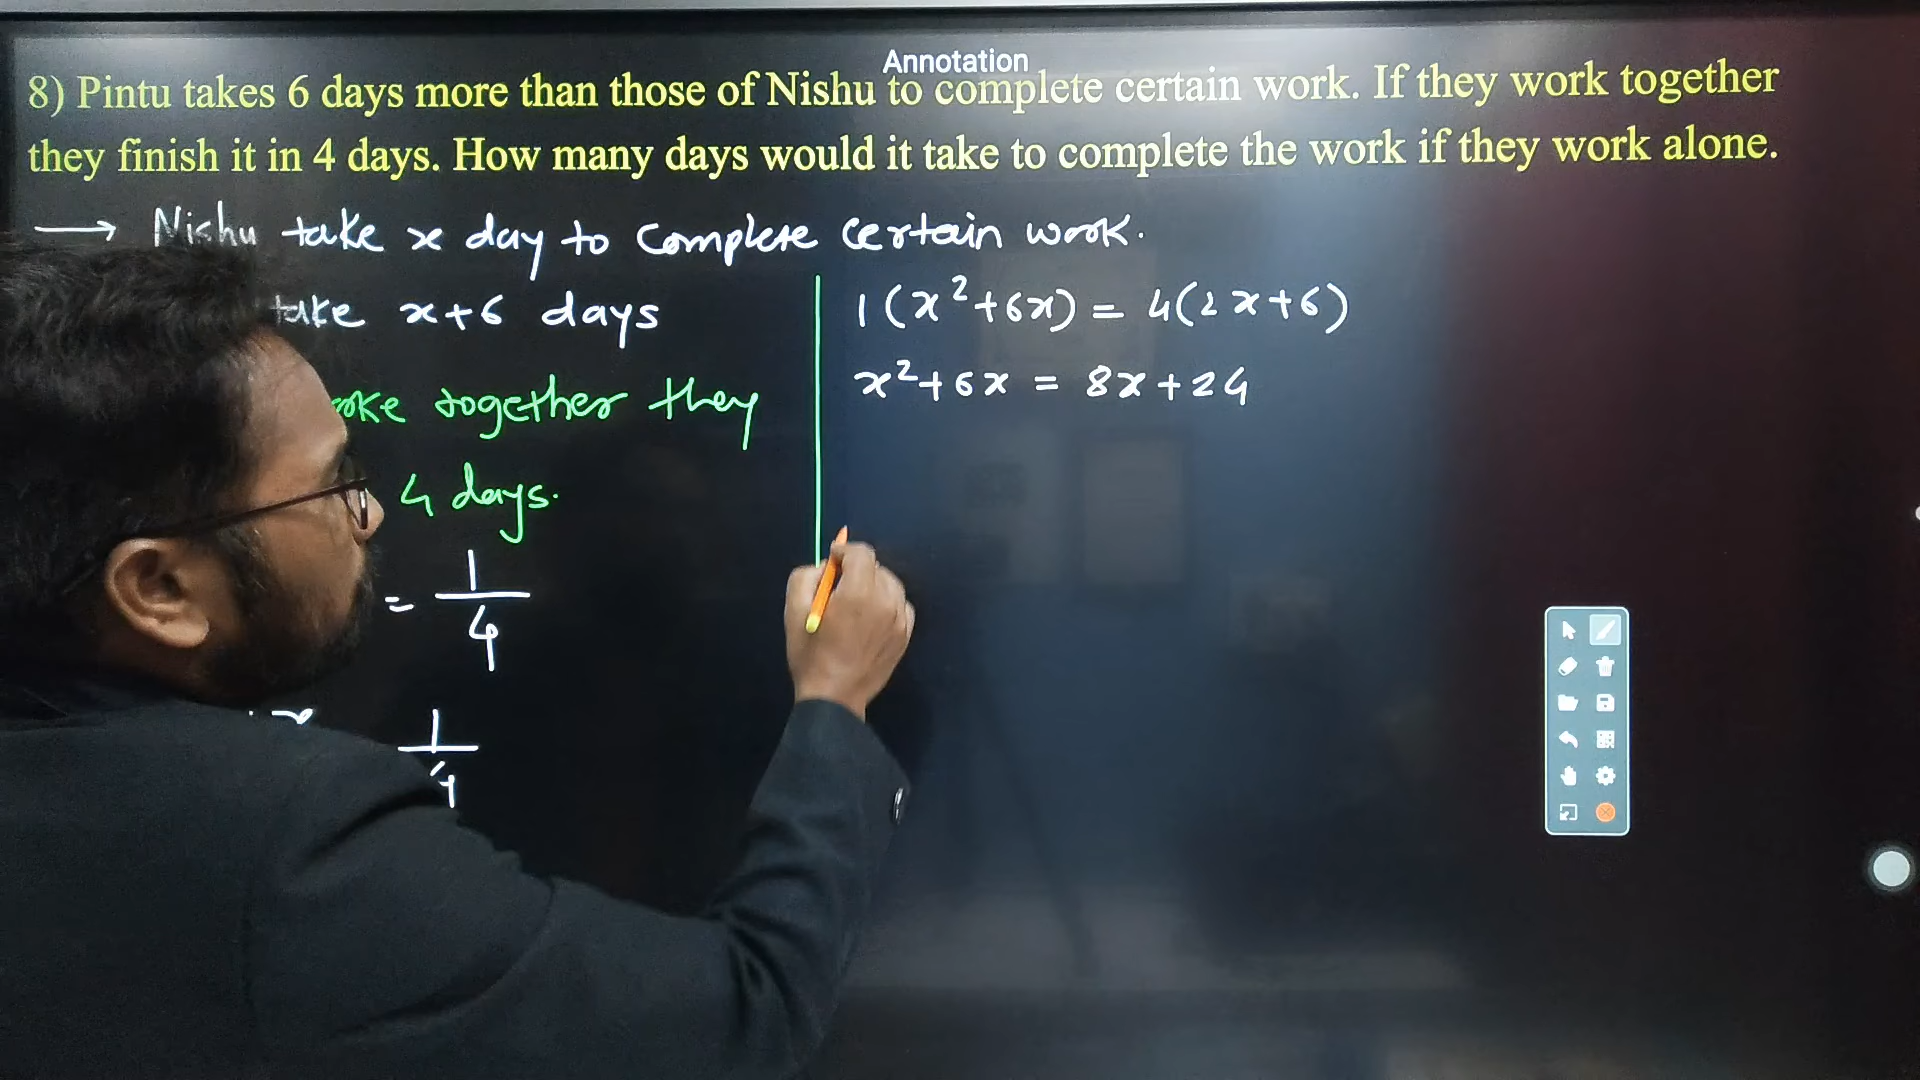 Annotation
8) Pintu takes 6 days more than those of Nishu to complete certain work. If they work together
they finish it in 4 days. How many days would it take to complete the work if they work alone.
→ Nishu take x day to complete certain work.
take x+6 days
together they
4 days.
= 1/4
1
1(x²+6x) = 4(2x+6)
x²+6x = 8x+24